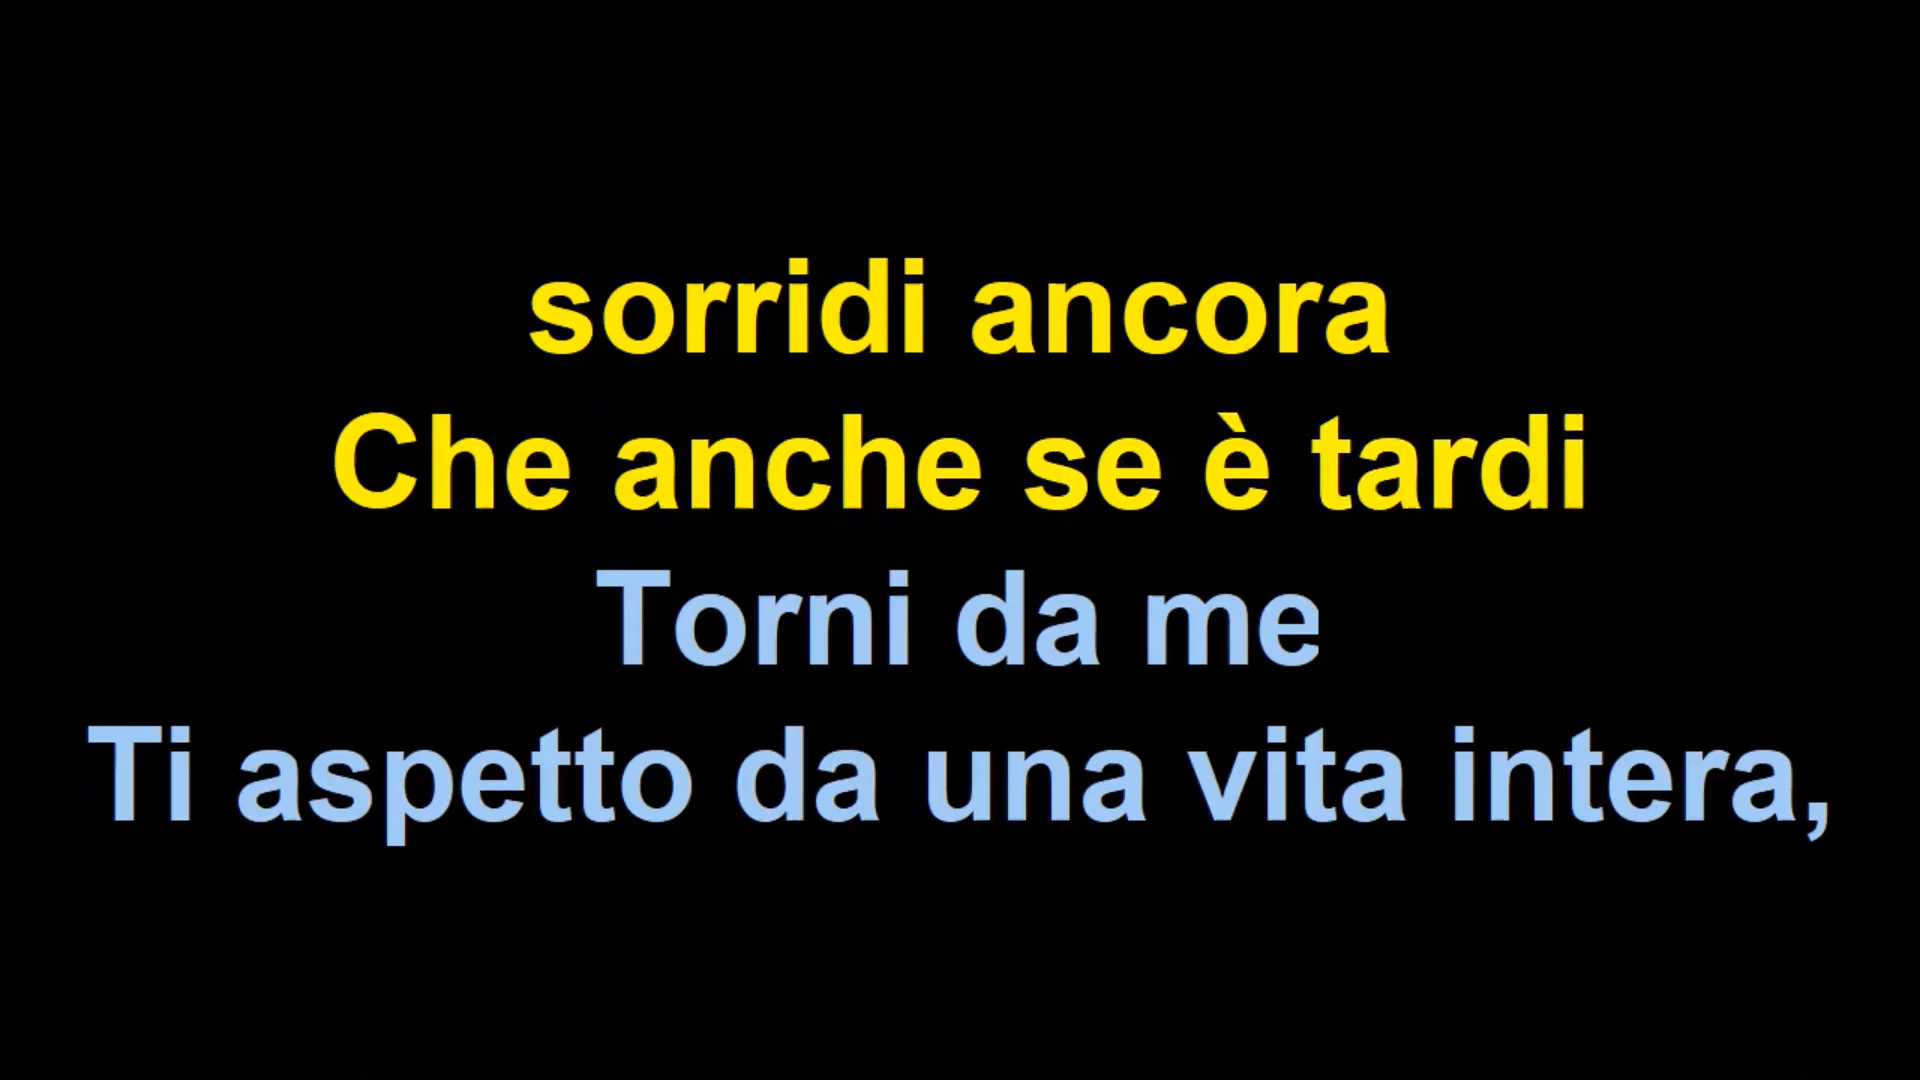 sorridi ancora
Che anche se è tardi
Torni da me
Ti aspetto da una vita intera,